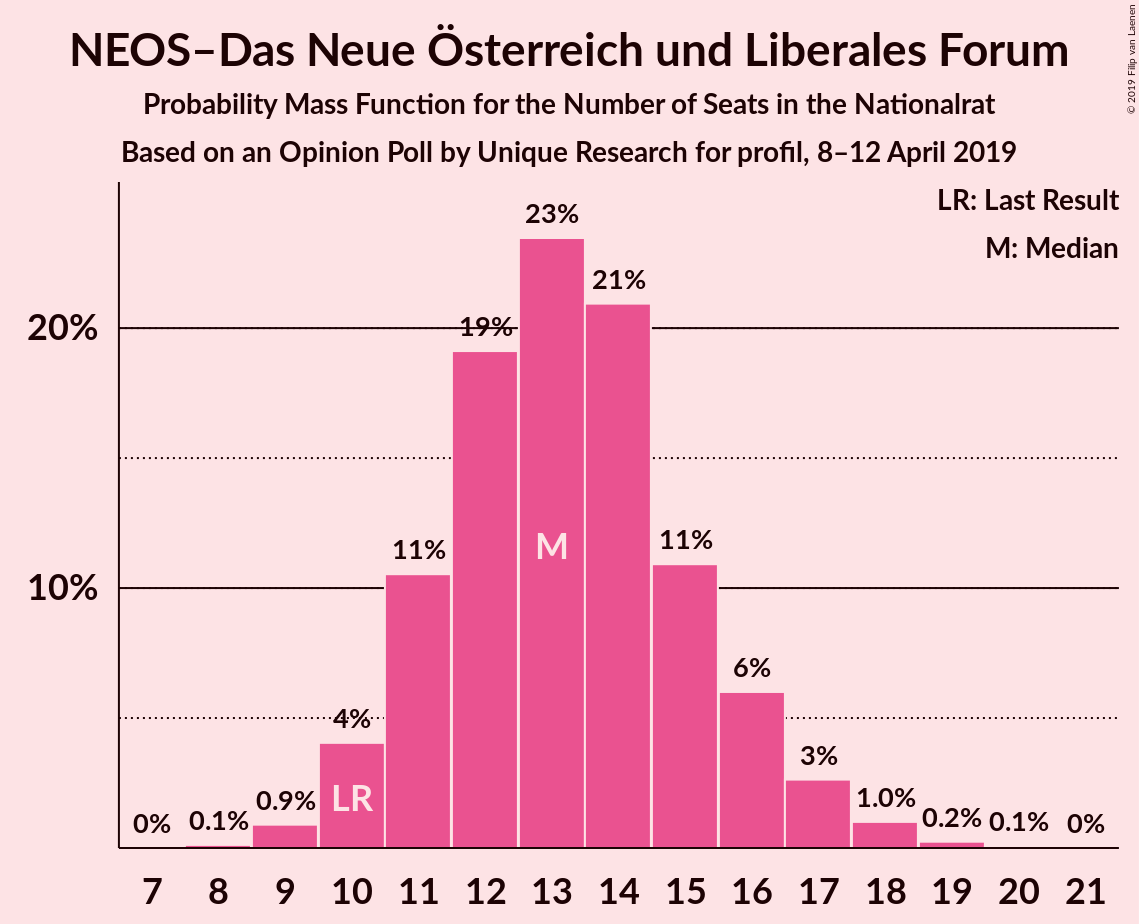 NEOS–Das Neue Österreich und Liberales Forum
Probability Mass Function for the Number of Seats in the Nationalrat
Based on an Opinion Poll by Unique Research for profil, 8–12 April 2019
© 2019 Filip van Laenen
LR: Last Result
M: Median
20%
10%
0%
0.1%
0.9%
4%
11%
19%
23%
21%
11%
6%
3%
1.0%
0.2%
0.1%
0%
LR
M
7 8 9 10 11 12 13 14 15 16 17 18 19 20 21